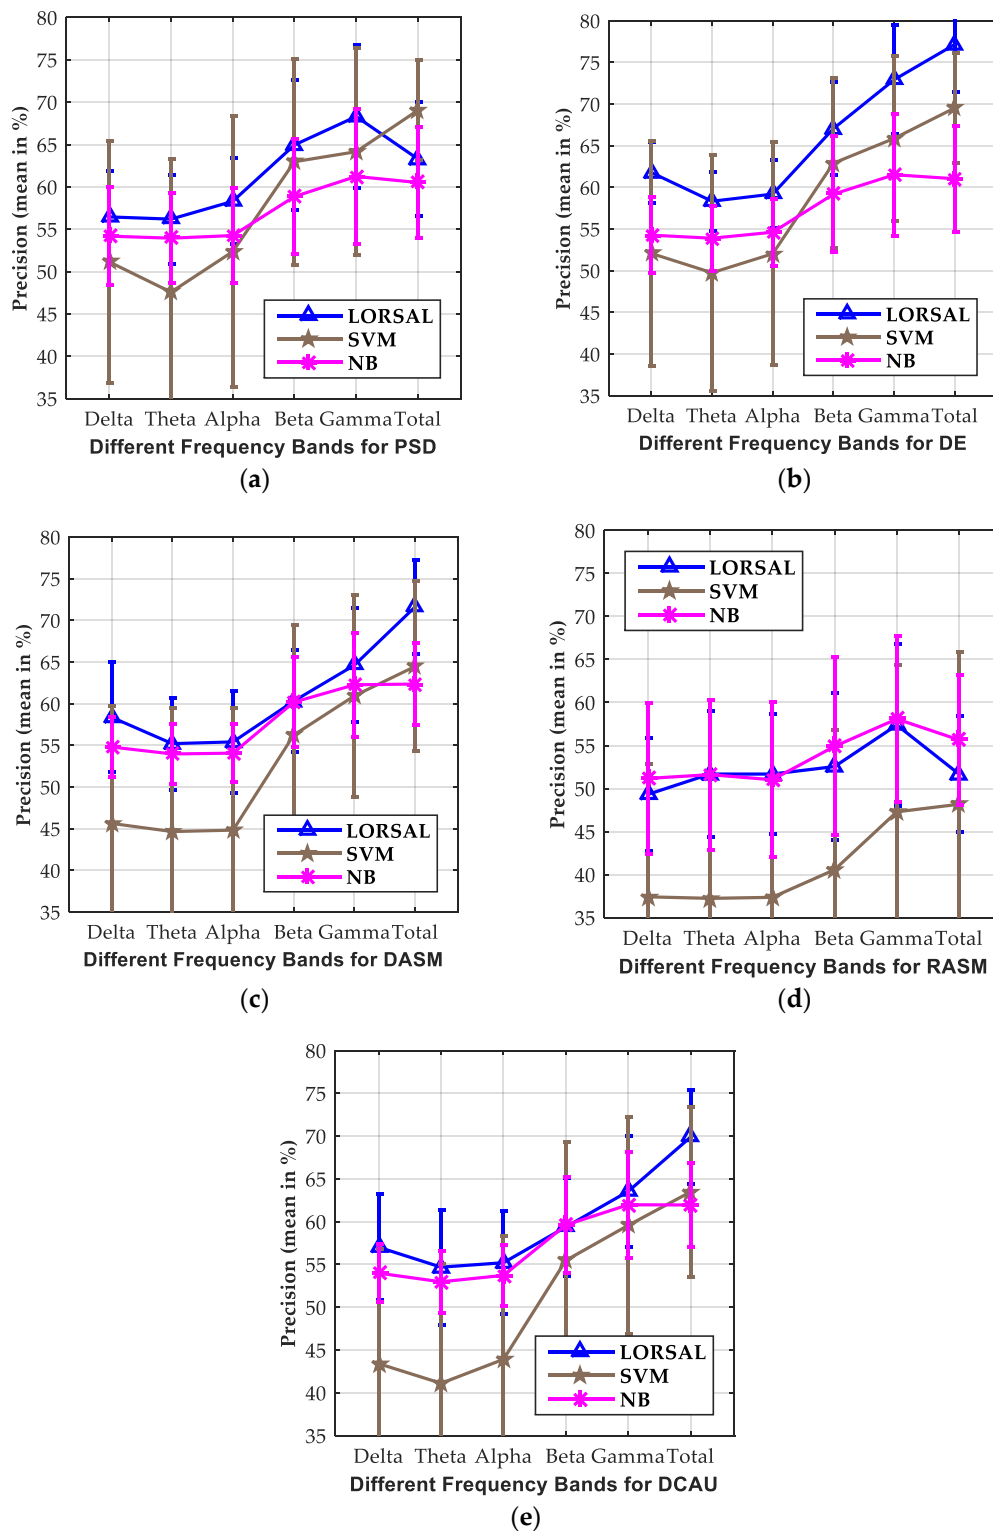 80
75
70
65
60
55
50
45
40
35
Precision (mean in %)
LORSAL
SVM
NB
Delta Theta Alpha Beta Gamma Total
Different Frequency Bands for PSD
(a)
80
75
70
65
60
55
50
45
40
35
Precision (mean in %)
LORSAL
SVM
NB
Delta Theta Alpha Beta Gamma Total
Different Frequency Bands for DE
(b)
80
75
70
65
60
55
50
45
40
35
Precision (mean in %)
LORSAL
SVM
NB
Delta Theta Alpha Beta Gamma Total
Different Frequency Bands for DASM
(c)
80
75
70
65
60
55
50
45
40
35
Precision (mean in %)
LORSAL
SVM
NB
Delta Theta Alpha Beta Gamma Total
Different Frequency Bands for RASM
(d)
80
75
70
65
60
55
50
45
40
35
Precision (mean in %)
LORSAL
SVM
NB
Delta Theta Alpha Beta Gamma Total
Different Frequency Bands for DCAU
(e)